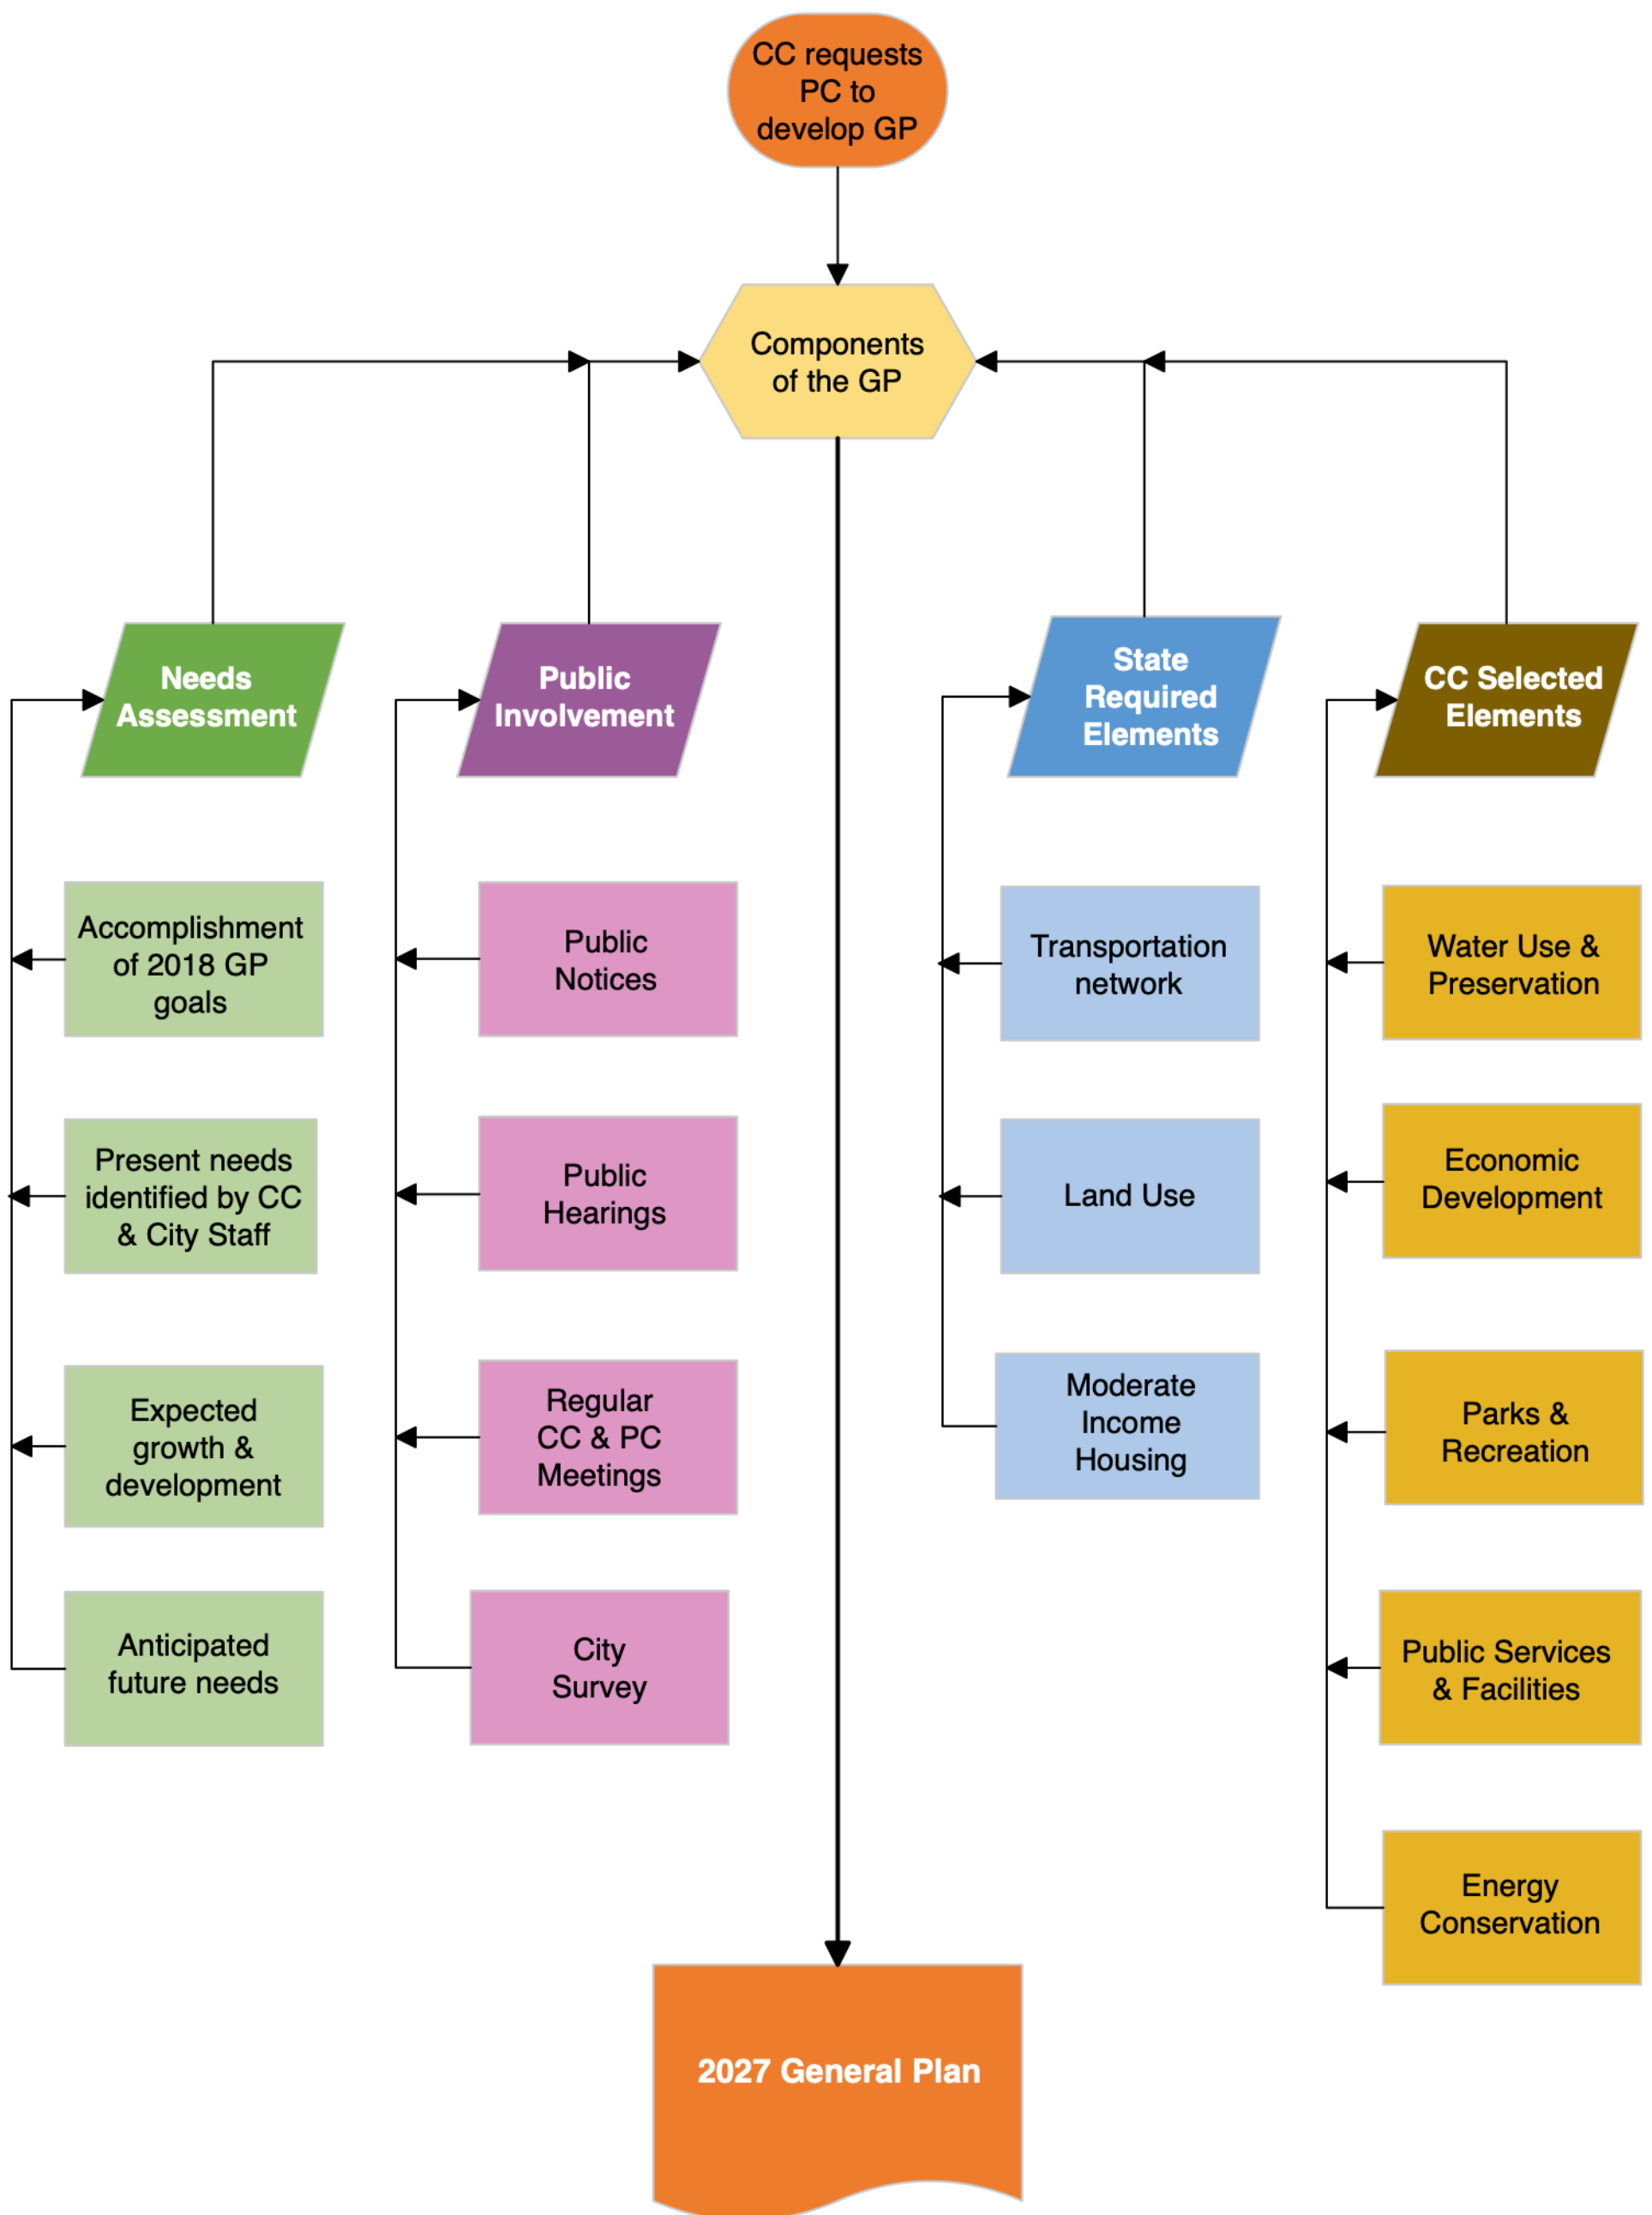 CC requests
PC to
develop GP
Components
of the GP
Needs
Assessment
Public
Involvement
State
Required
Elements
CC Selected
Elements
Accomplishment
of 2018 GP
goals
Public
Notices
Transportation
network
Water Use &
Preservation
Present needs
identified by CC
& City Staff
Public
Hearings
Land Use
Economic
Development
Expected
growth &
development
Regular
CC & PC
Meetings
Moderate
Income
Housing
Parks &
Recreation
Anticipated
future needs
City
Survey
Public Services
& Facilities
Energy
Conservation
2027 General Plan